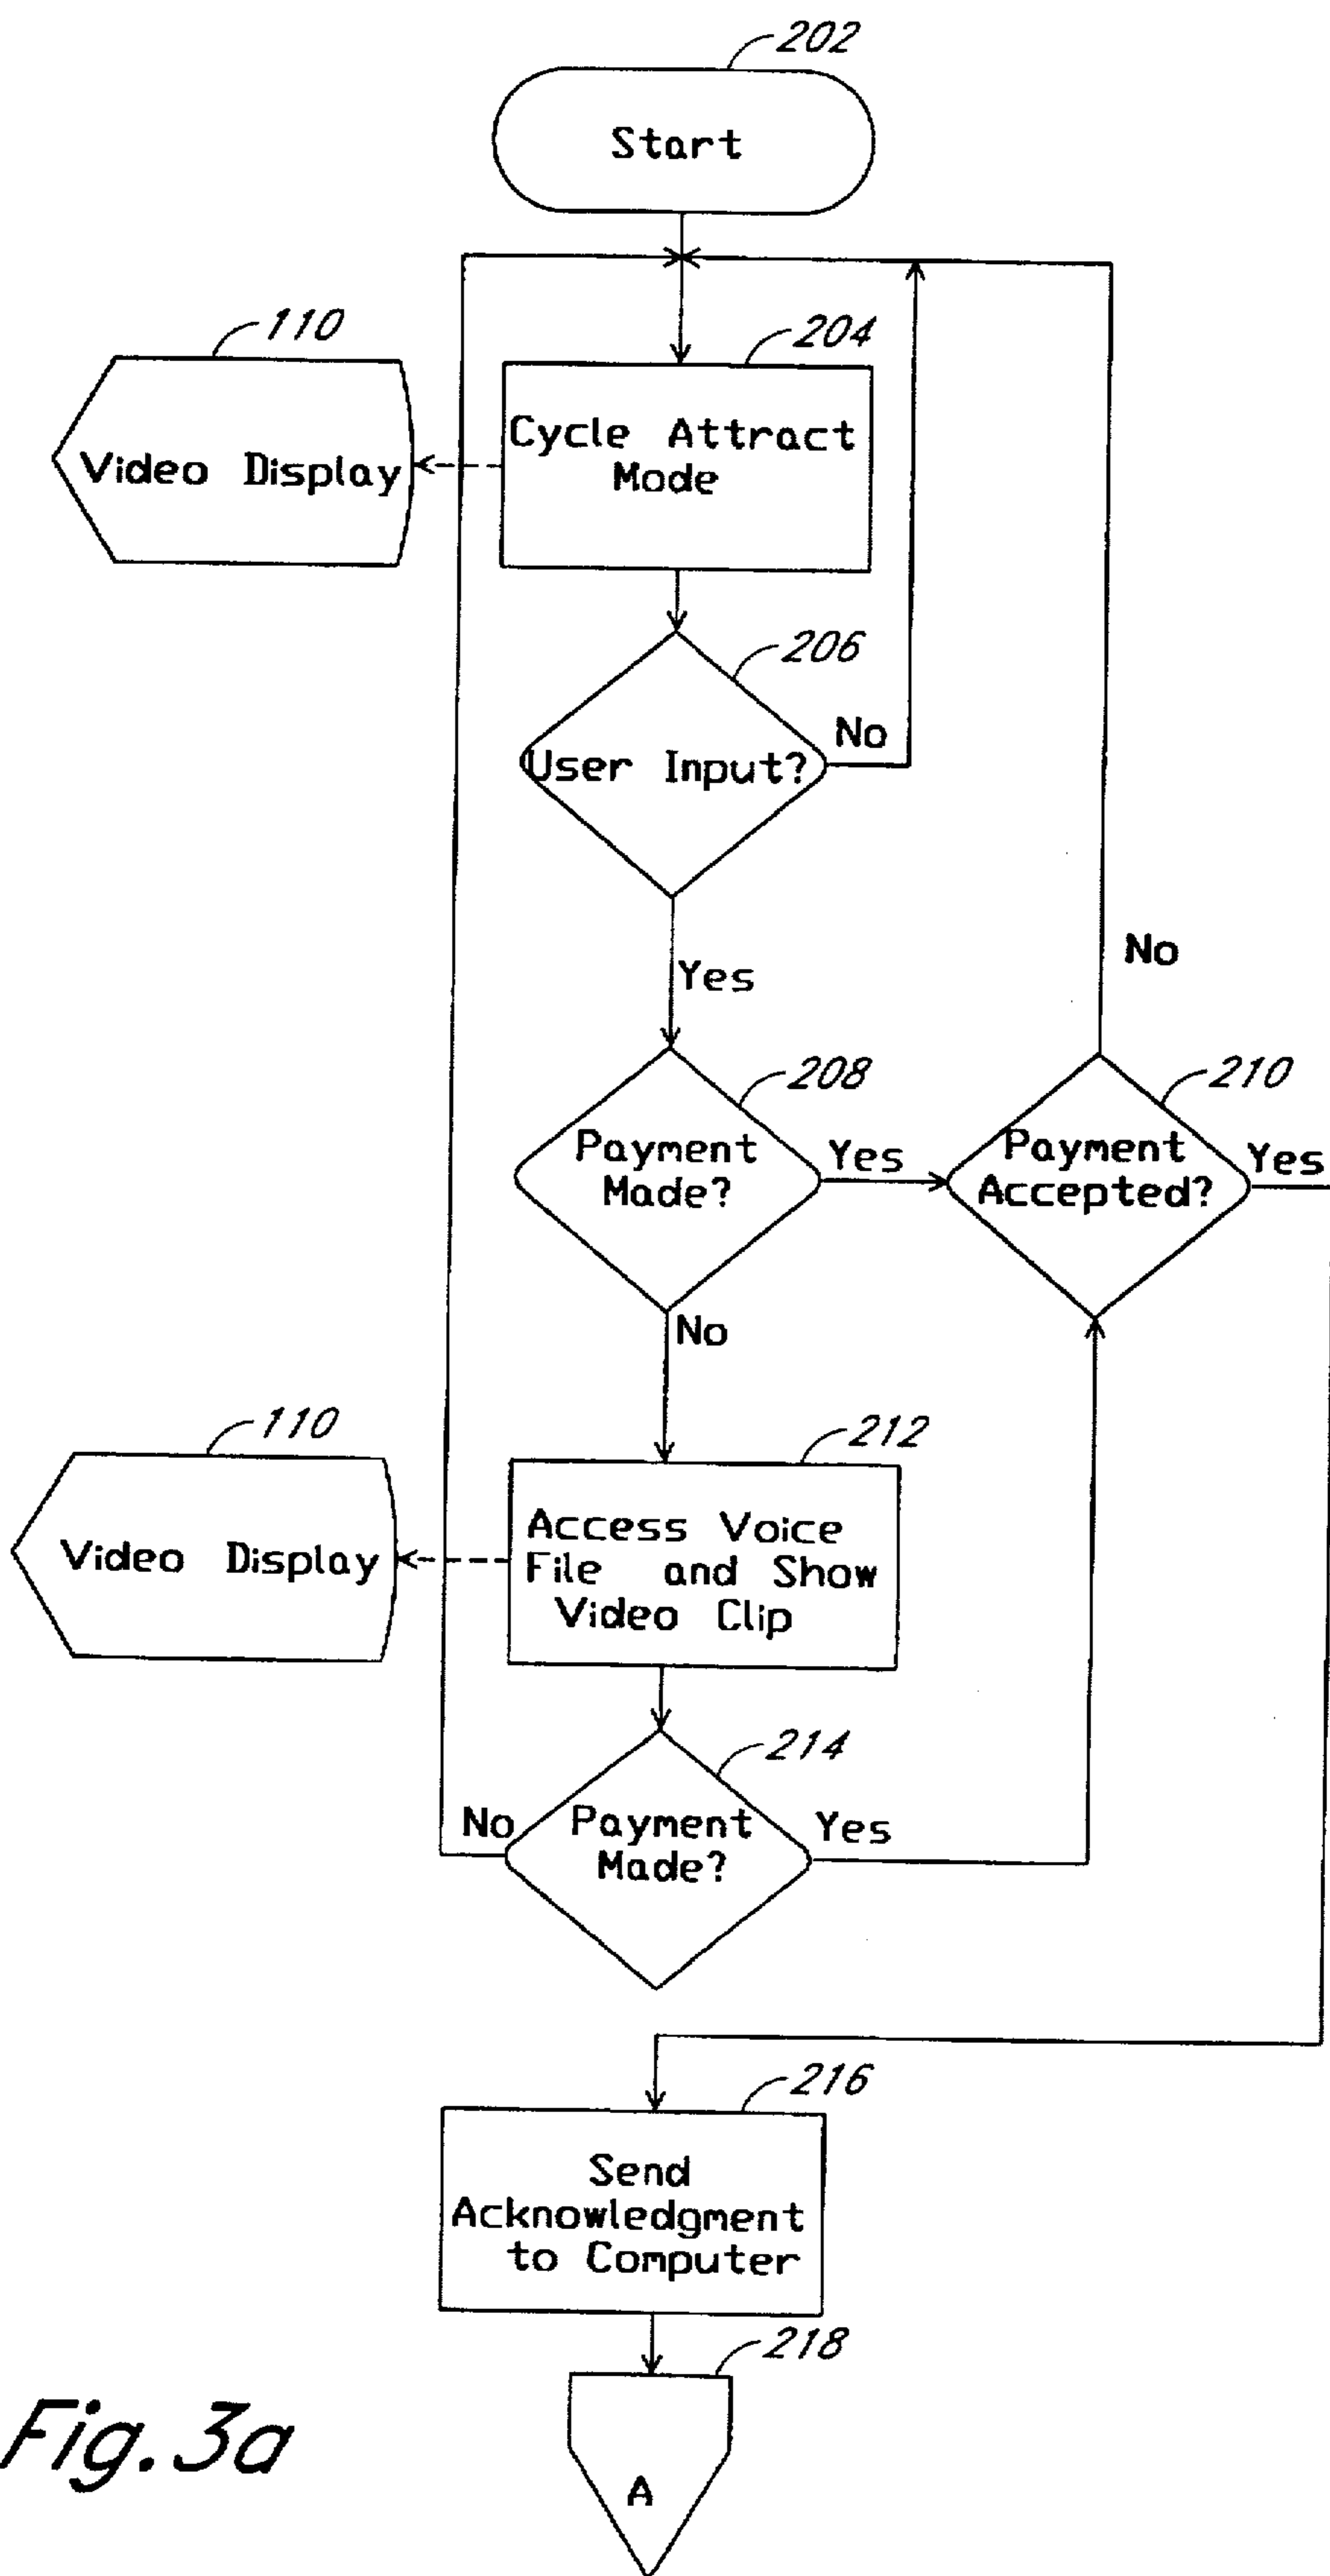 202
Start
110
204
Cycle Attract
Mode
Video Display
206
User Input?
No
Yes
No
208
210
Payment
Made?
Yes
Payment
Accepted?
Yes
No
110
212
Access Voice
File and Show
Video Clip
Video Display
214
No
Payment
Made?
Yes
216
Send
Acknowledgment
to Computer
218
A
Fig. 3a